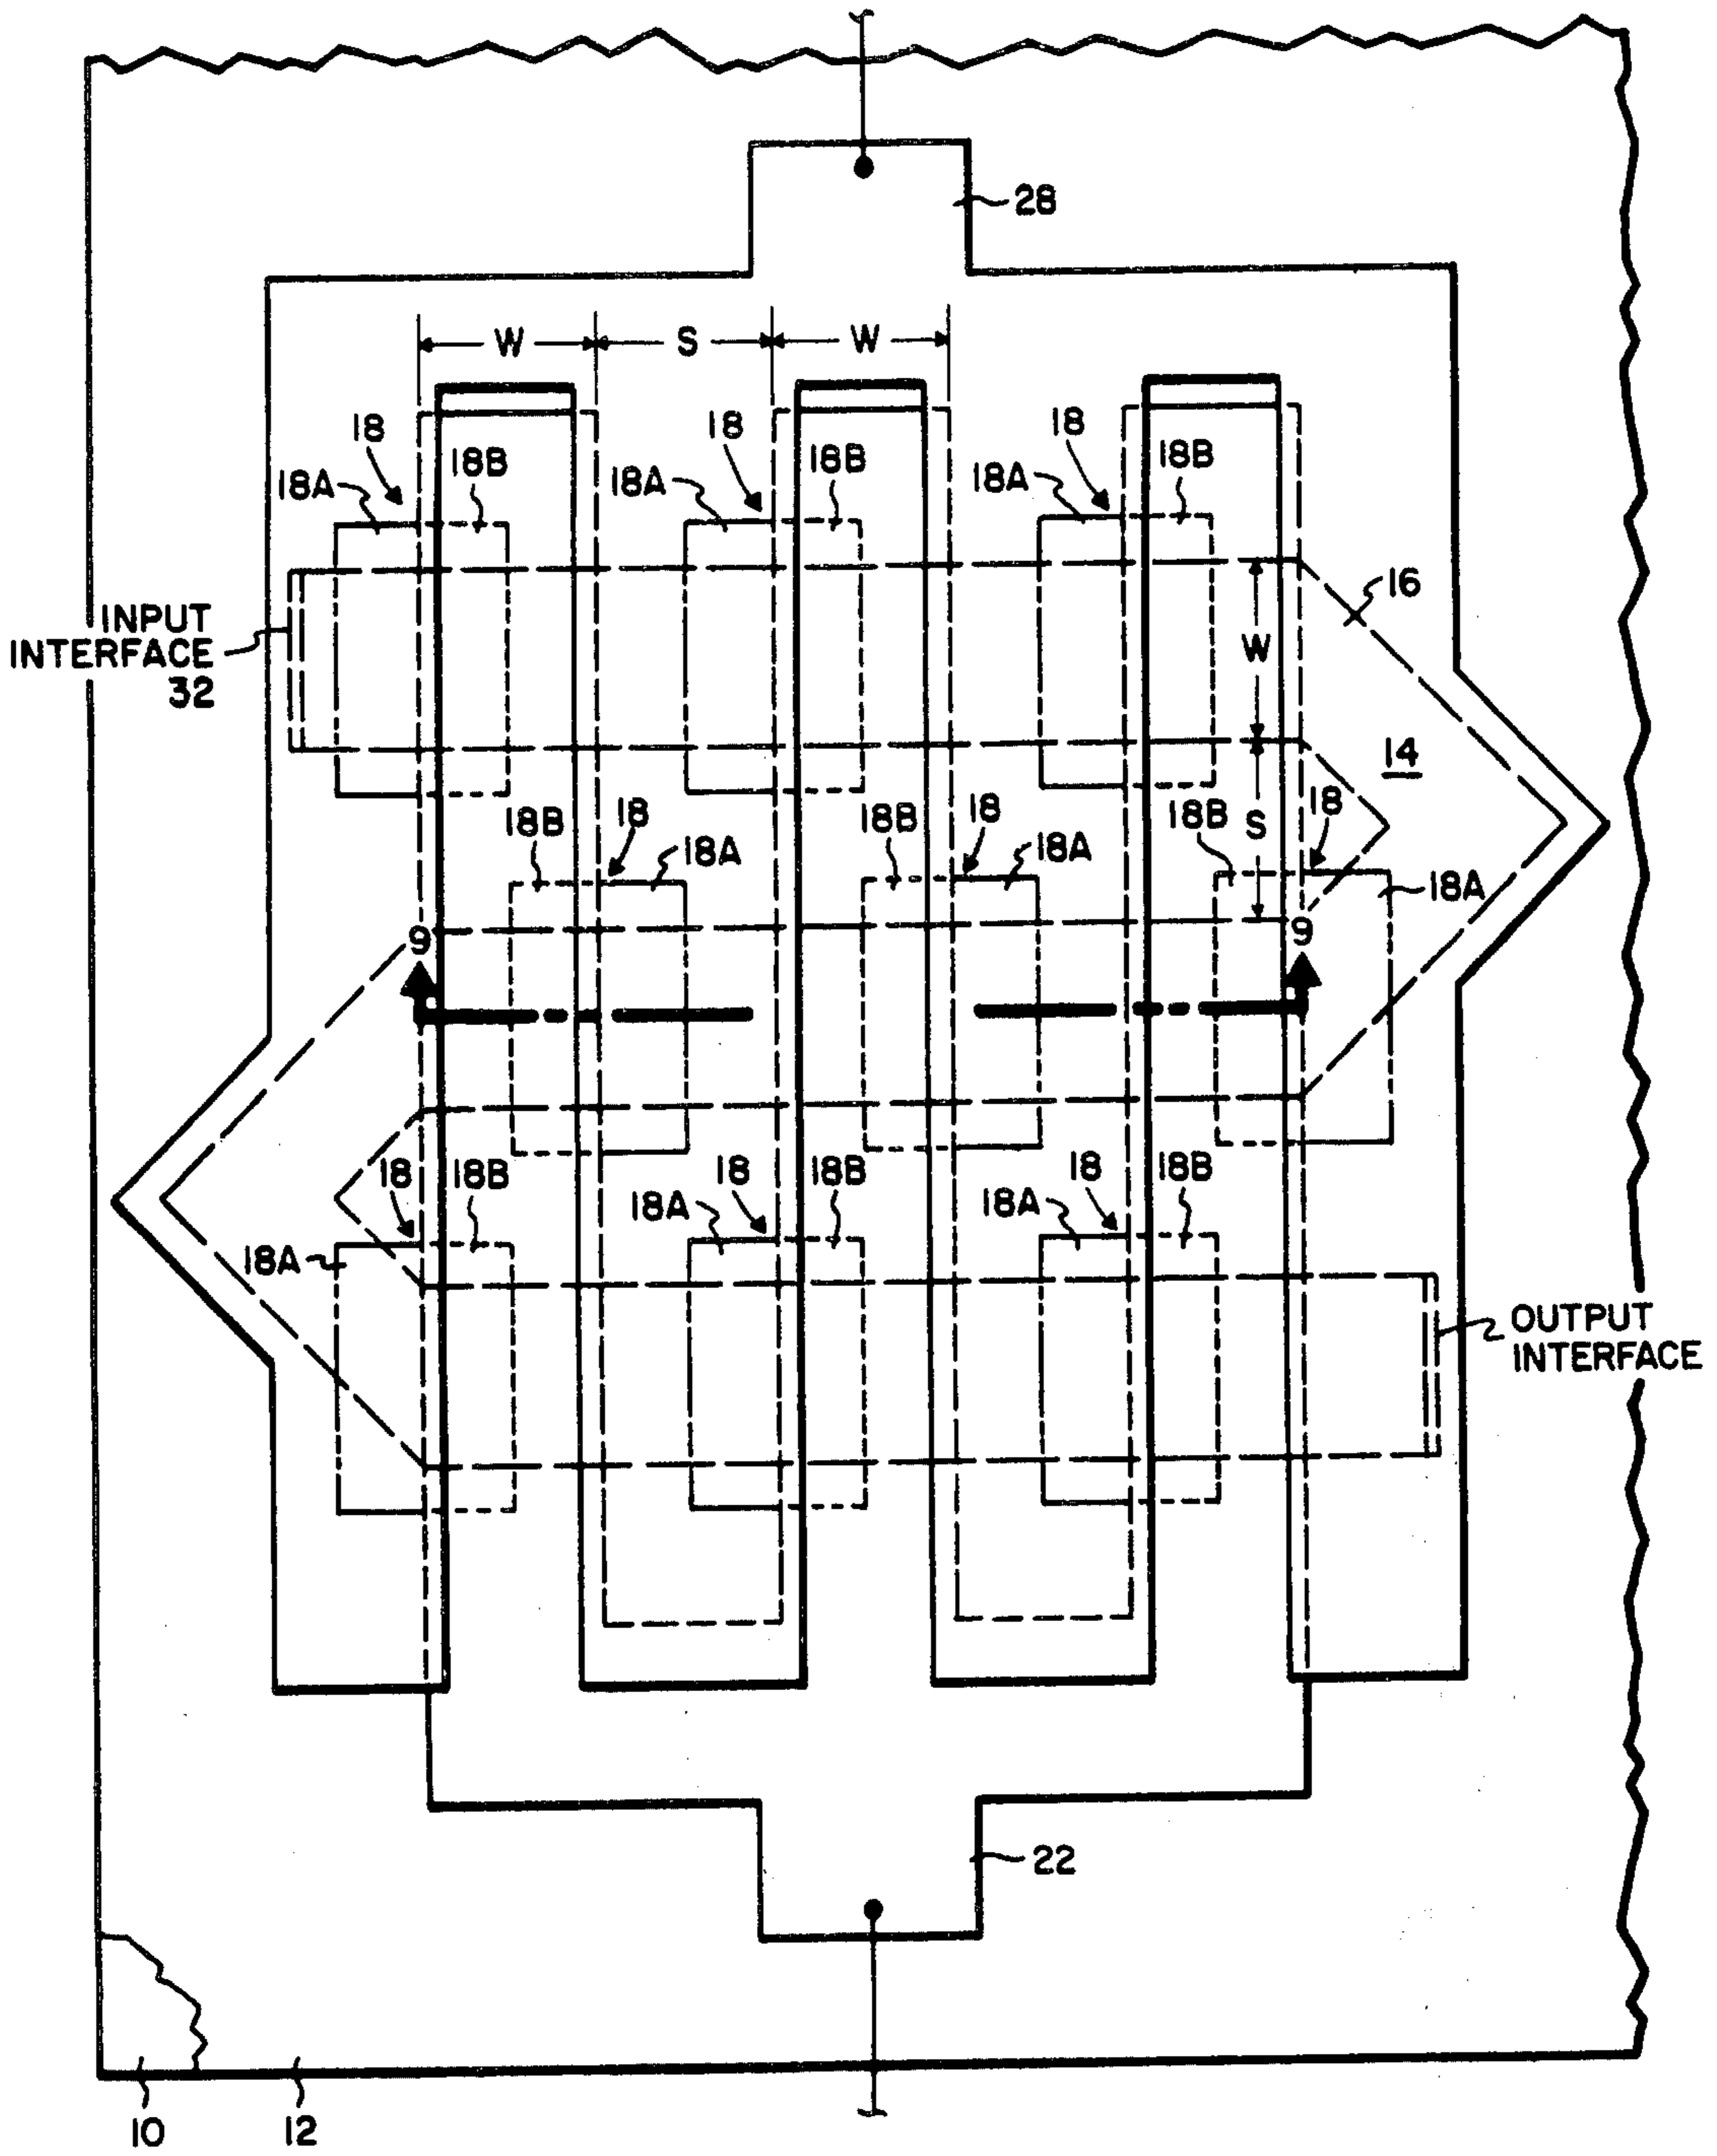 28
W S W
18 18 18
18A 18B 18A 18B 18A 18B
16
INPUT
INTERFACE
32
W
14
18B 18 18A 18B 18 18A S 18B 18 18A
9 9
18 18B 18A 18 18B 18A 18 18B
18A
OUTPUT
INTERFACE
22
10 12